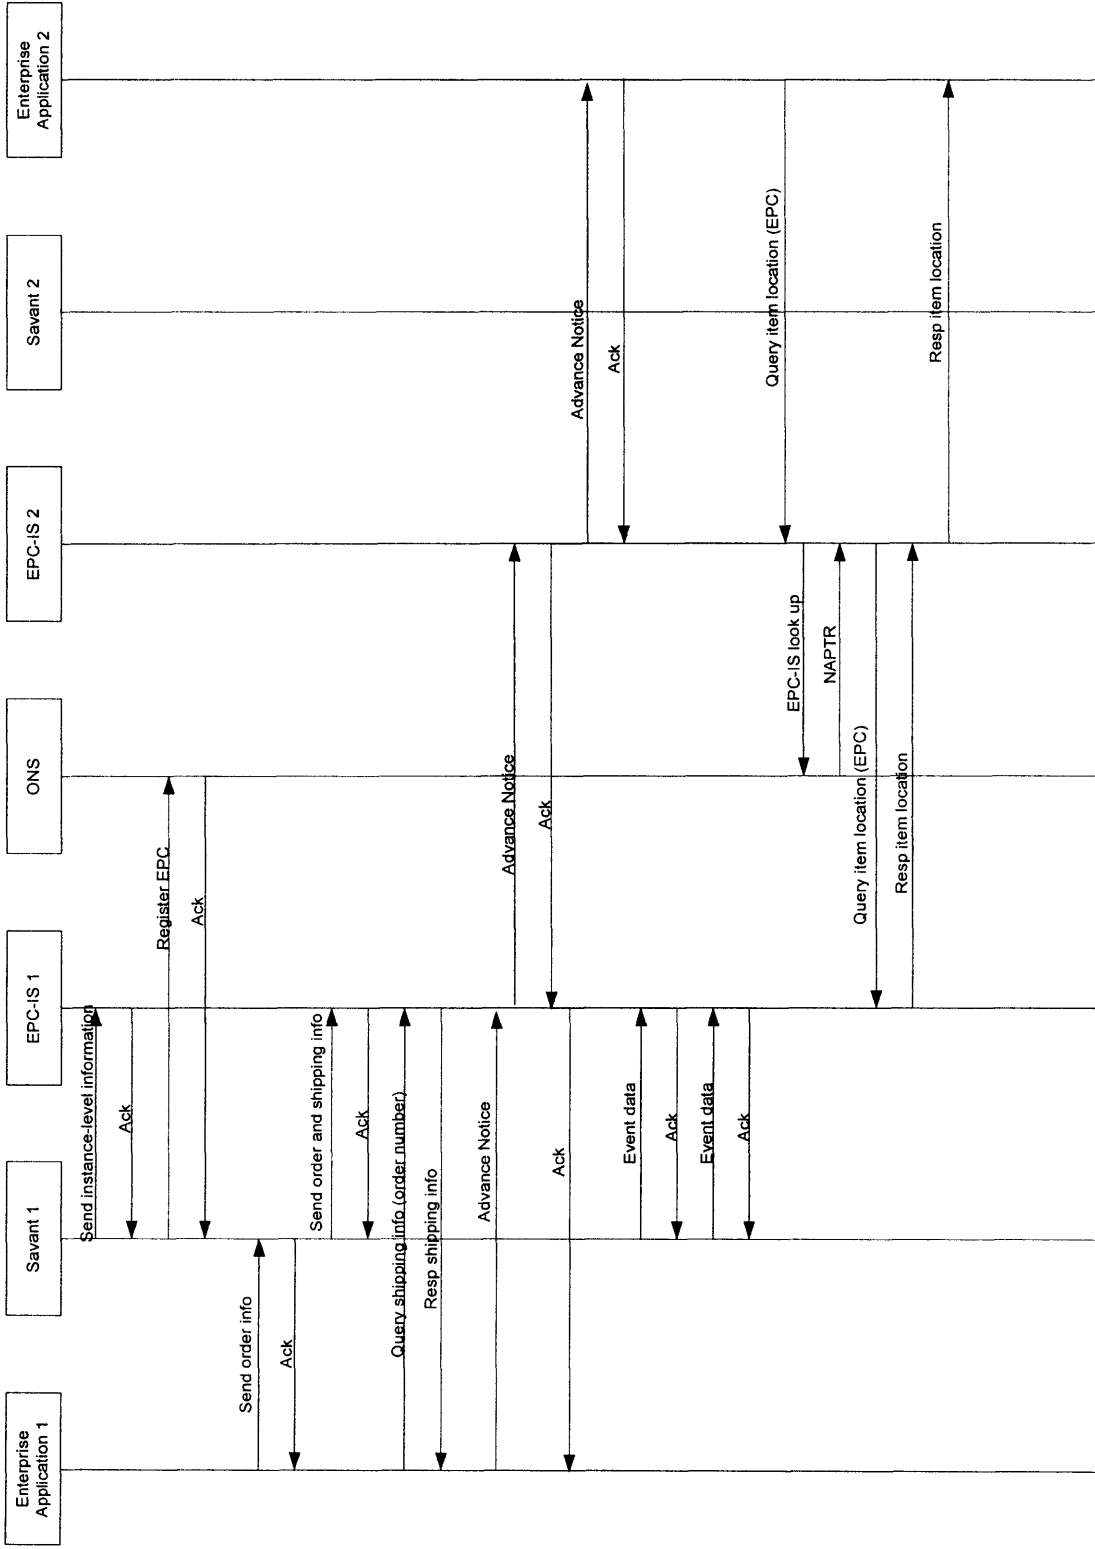 Enterprise
Application 1
Savant 1
EPC-IS 1
ONS
EPC-IS 2
Savant 2
Enterprise
Application 2
Send instance-level information
Ack
Register EPC
Ack
Send order info
Ack
Send order and shipping info
Ack
Query shipping info (order number)
Resp shipping info
Advance Notice
Advance Notice
Ack
Ack
Advance Notice
Ack
Event data
Ack
Event data
Ack
Query item location (EPC)
EPC-IS look up
NAPTR
Query item location (EPC)
Resp item location
Resp item location